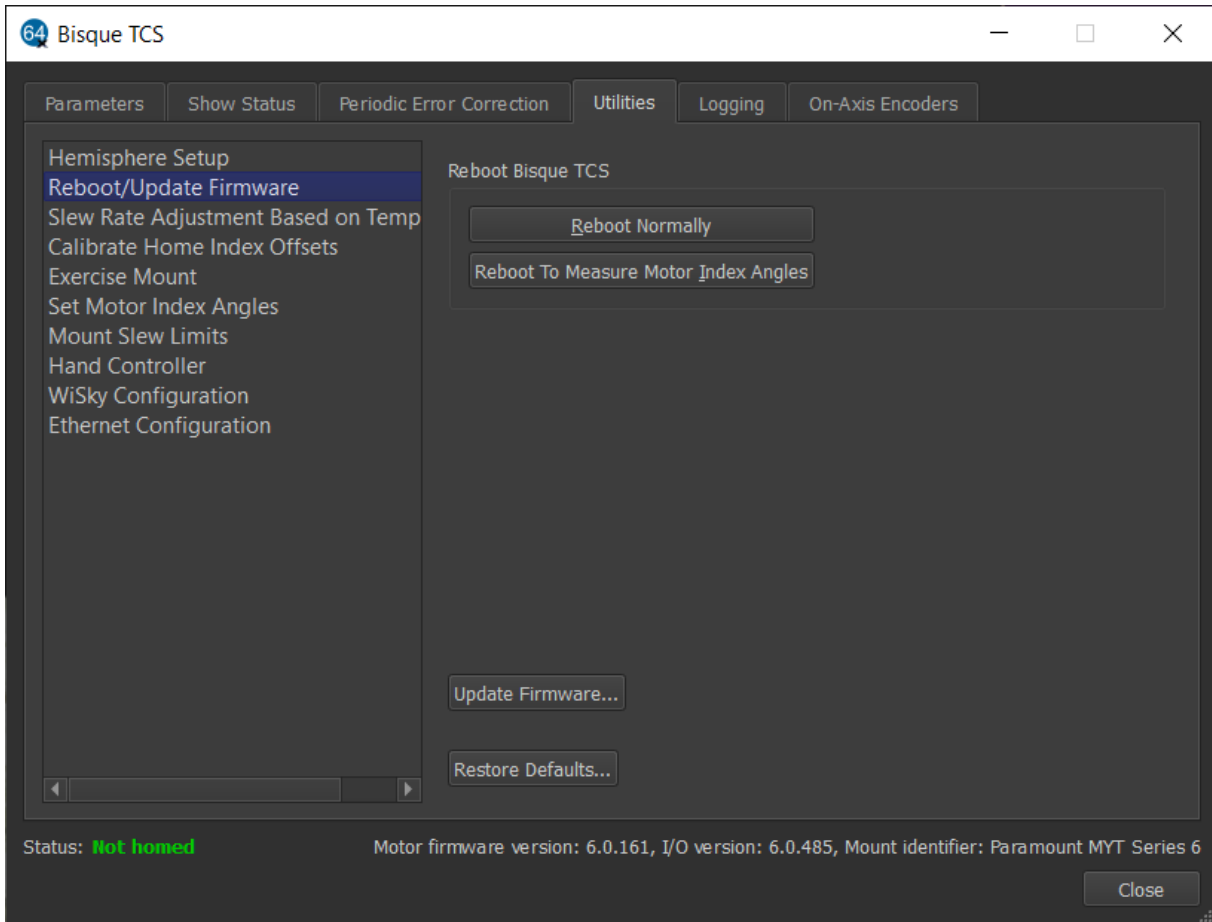 64 Bisque TCS
Parameters Show Status Periodic Error Correction Utilities Logging On-Axis Encoders
Hemisphere Setup
Reboot/Update Firmware
Slew Rate Adjustment Based on Temp
Calibrate Home Index Offsets
Exercise Mount
Set Motor Index Angles
Mount Slew Limits
Hand Controller
WiSky Configuration
Ethernet Configuration
Reboot Bisque TCS
Reboot Normally
Reboot To Measure Motor Index Angles
Update Firmware...
Restore Defaults...
Status: Not homed Motor firmware version: 6.0.161, I/O version: 6.0.485, Mount identifier: Paramount MYT Series 6
Close